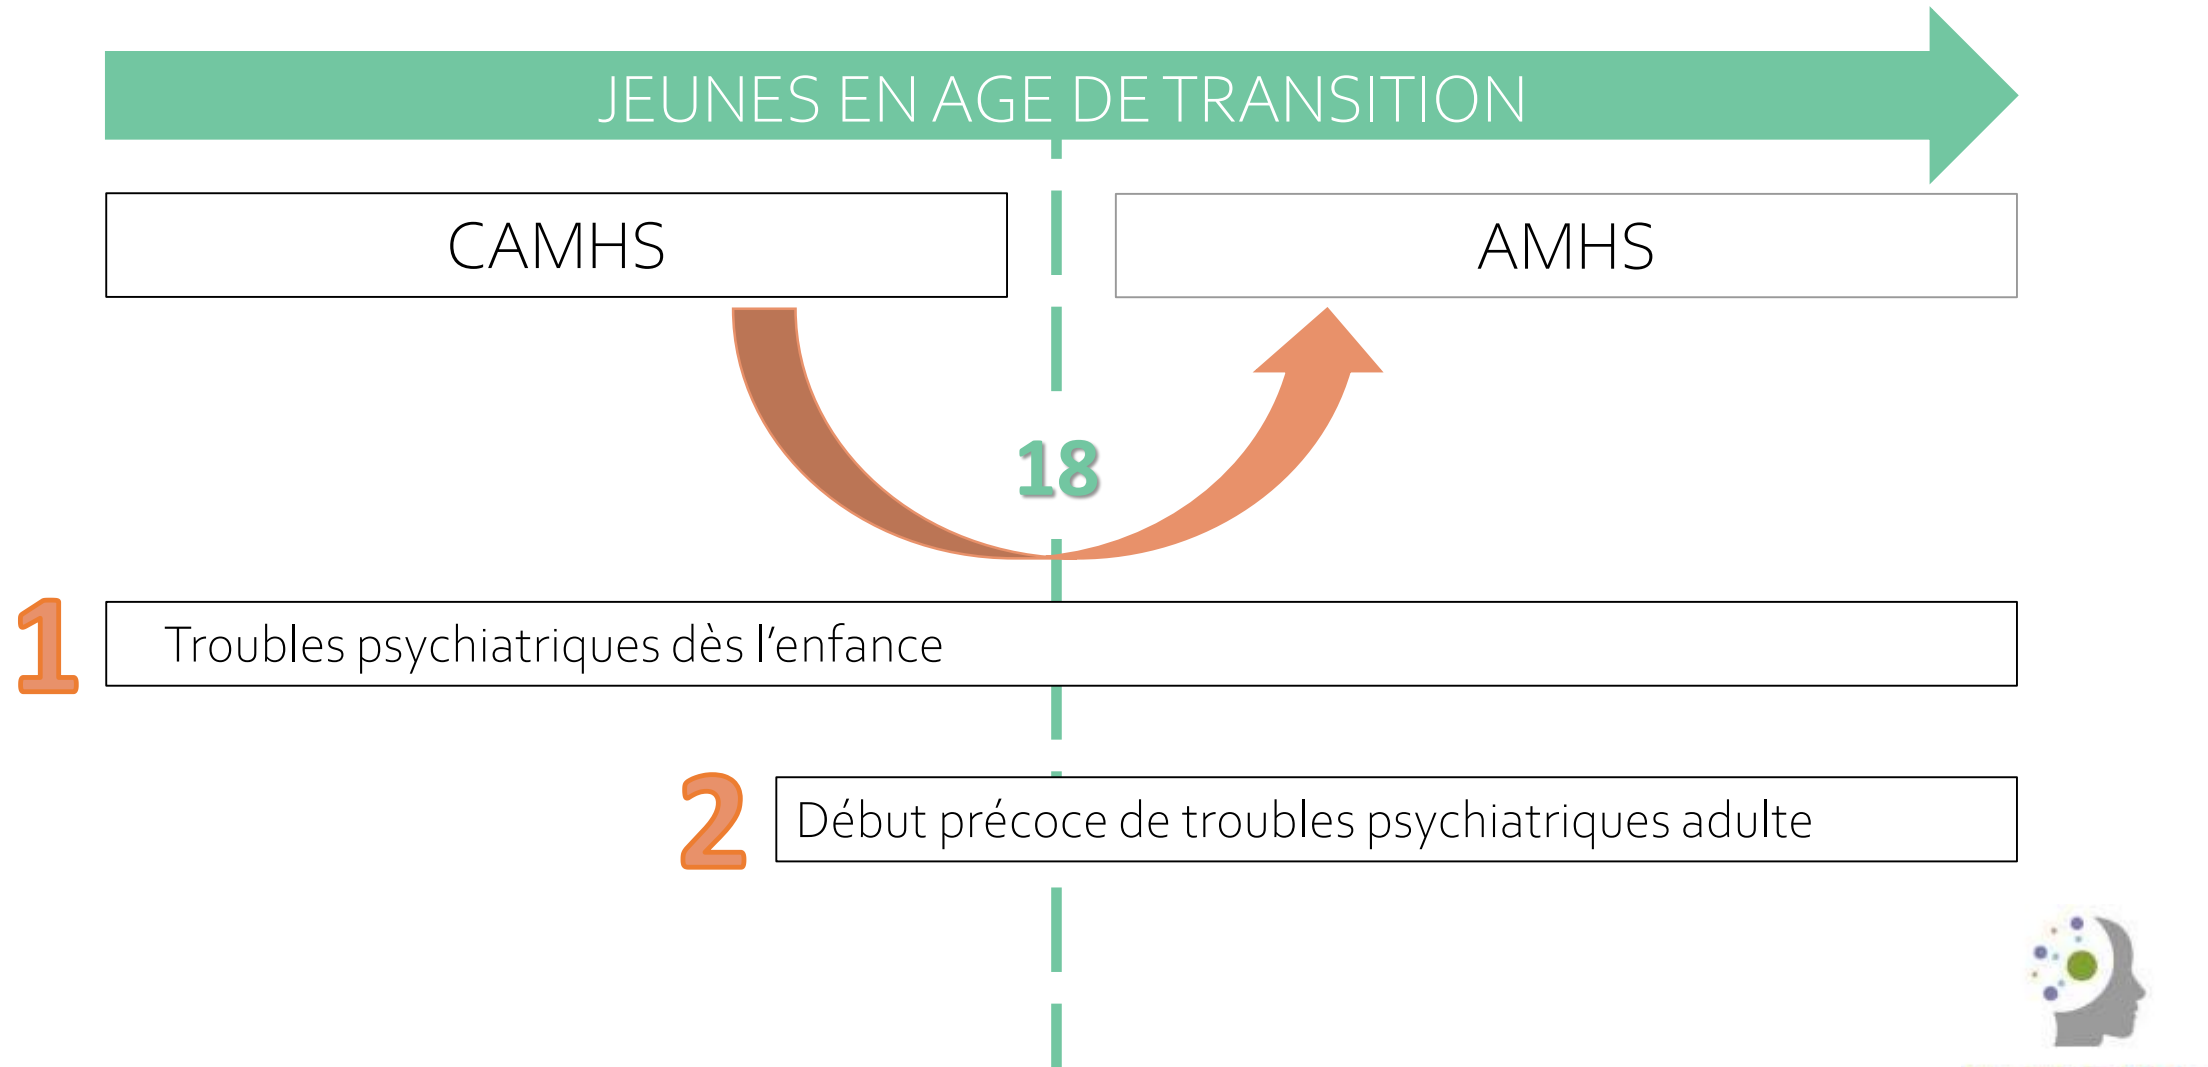 JEUNES EN AGE DE TRANSITION
CAMHS
AMHS
18
1
Troubles psychiatriques dès l'enfance
2
Début précoce de troubles psychiatriques adulte